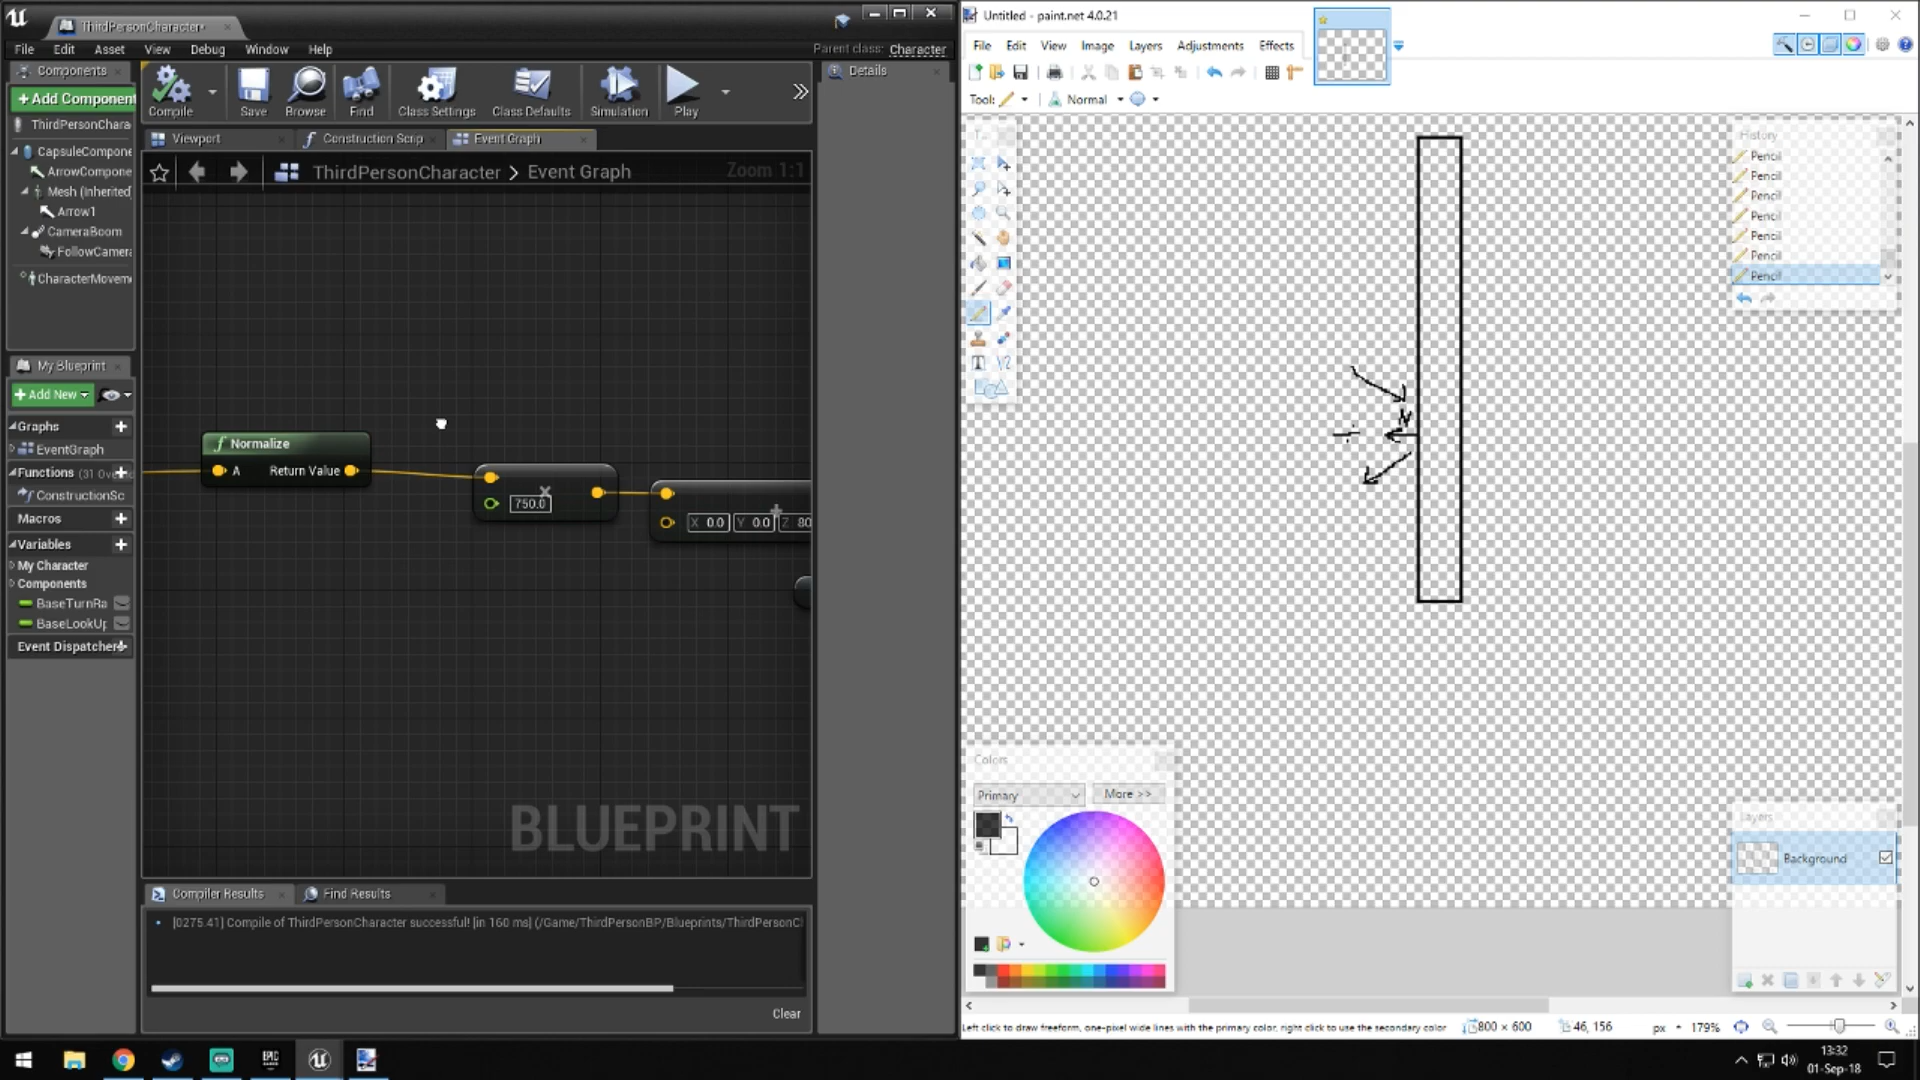 ThirdPersonCharacter*
File Edit Asset View Debug Window Help
Parent class: Character
Components
+Add Component
ThirdPersonChara
CapsuleCompone
ArrowCompone
Mesh (Inherited
Arrow1
CameraBoom
FollowCamera
CharacterMovem
Compile Save Browse Find Class Settings Class Defaults Simulation Play
Details
Viewport Construction Scrip Event Graph
ThirdPersonCharacter > Event Graph
Zoom 1:1
My Blueprint
+Add New
Graphs
EventGraph
Functions (31 Ove
ConstructionSc
Macros
Variables
My Character
Components
BaseTurnRa
BaseLookUp
Event Dispatcher
f Normalize
A Return Value
750.0
X 0.0 Y 0.0 Z 80
BLUEPRINT
Compiler Results Find Results
[0275.41] Compile of ThirdPersonCharacter successful! [in 160 ms] (/Game/ThirdPersonBP/Blueprints/ThirdPersonC
Clear
Untitled - paint.net 4.0.21
File Edit View Image Layers Adjustments Effects
Tool: Normal
History
Pencil
Pencil
Pencil
Pencil
Pencil
Pencil
Pencil
N
Colors
Primary More >>
Layers
Background
Left click to draw freeform, one-pixel wide lines with the primary color, right click to use the secondary color
800 × 600 46, 156 px 179%
13:32
01-Sep-18